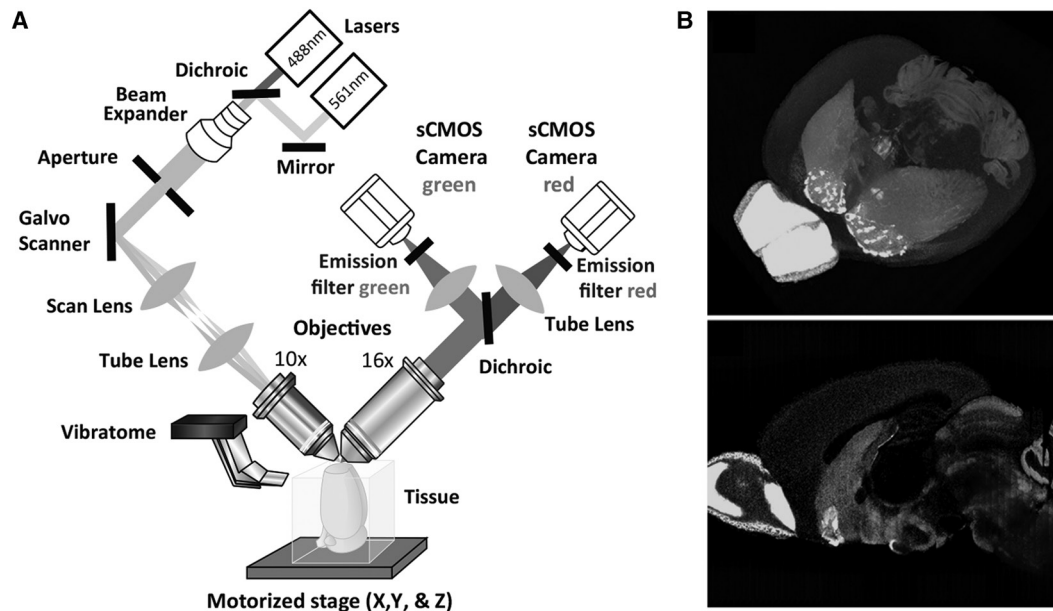 A
B
Lasers
488nm
561nm
Dichroic
Beam
Expander
Mirror
Aperture
sCMOS
Camera
green
sCMOS
Camera
red
Galvo
Scanner
Emission
filter green
Emission
filter red
Scan Lens
Tube Lens
Objectives
10x
16x
Tube Lens
Dichroic
Vibratome
Tissue
Motorized stage (X,Y, & Z)